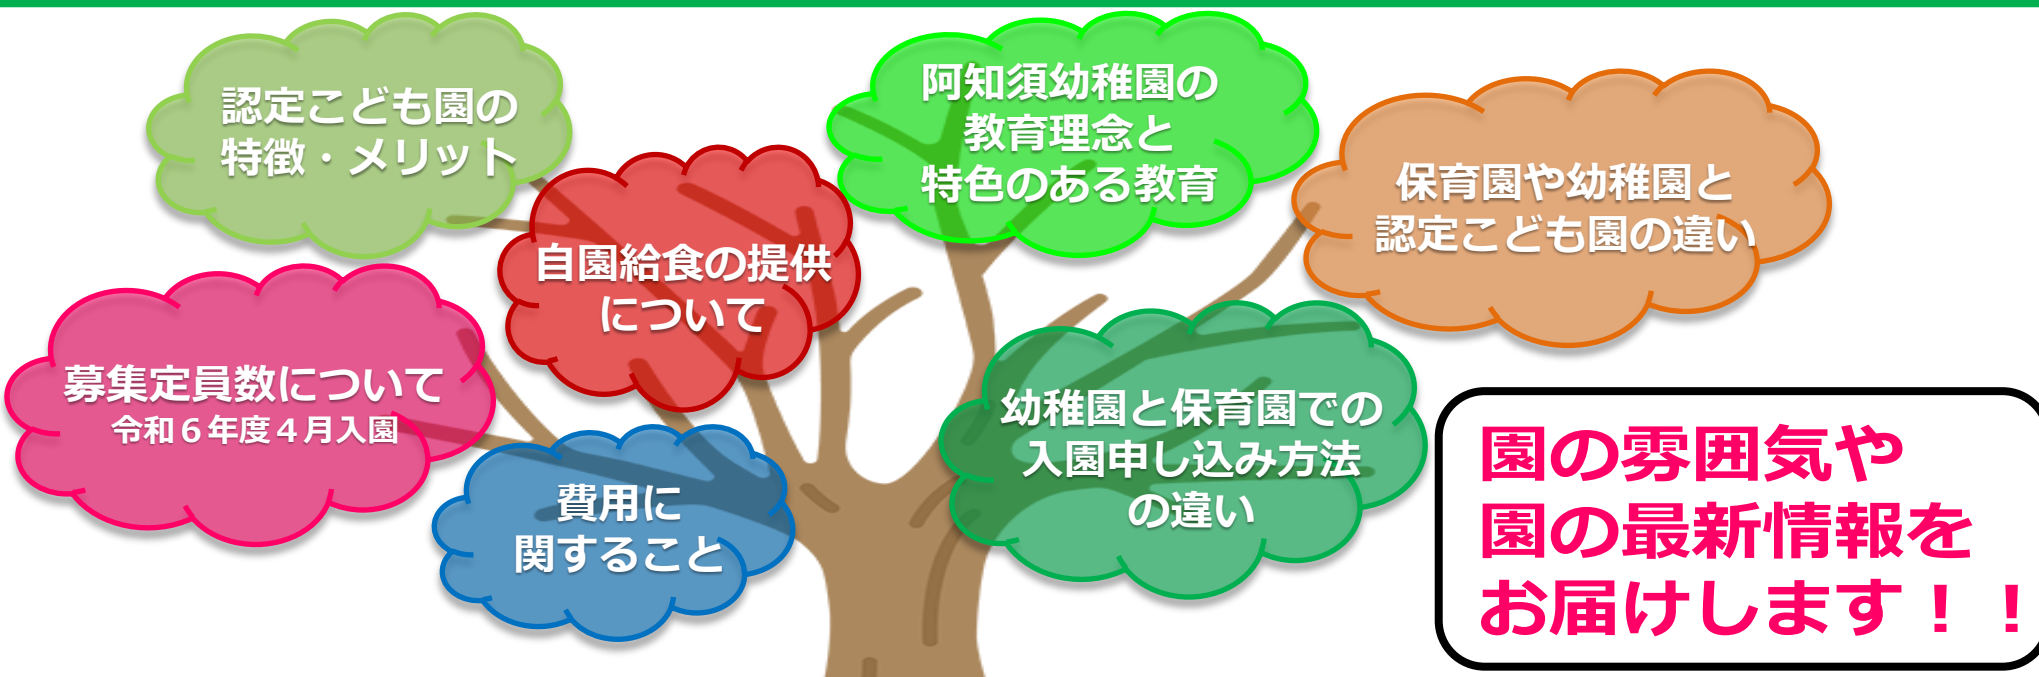 認定こども園の
特徴・メリット
阿知須幼稚園の
教育理念と
特色のある教育
保育園や幼稚園と
認定こども園の違い
自園給食の提供
について
募集定員数について
令和６年度４月入園
幼稚園と保育園での
入園申し込み方法
の違い
費用に
関すること
園の雰囲気や
園の最新情報を
お届けします！！